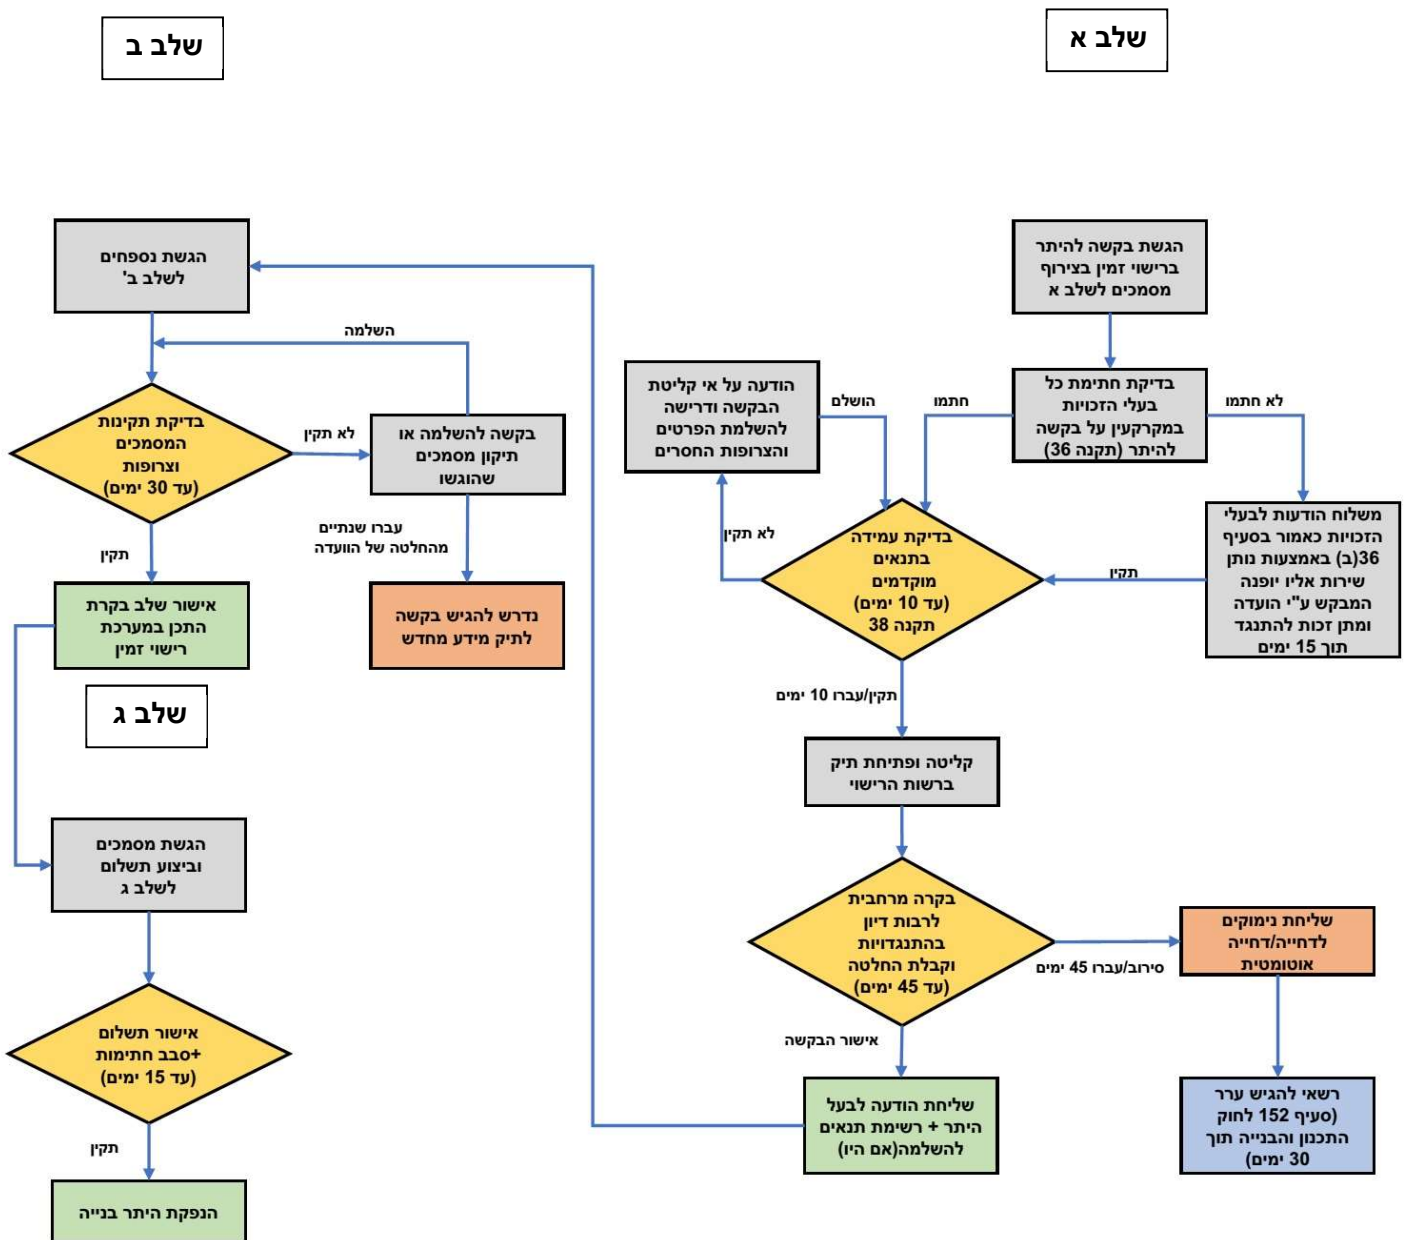 שלב א
הגשת בקשה להיתר
ברישוי זמין בצירוף
מסמכים לשלב א
בדיקת חתימת כל
בעלי הזכויות
במקרקעין על בקשה
להיתר (תקנה 36)
לא חתמו
חתמו
משלוח הודעות לבעלי
הזכויות כאמור בסעיף
36(ב) באמצעות נותן
שירות אליו יופנה
המבקש ע"י הועדה
ומתן זכות להתנגד
תוך 15 ימים
תקין
הודעה על אי קליטת
הבקשה ודרישה
להשלמת הפרטים
והצרופות החסרים
הושלם
לא תקין
בדיקת עמידה
בתנאים
מוקדמים
(עד 10 ימים)
תקנה 38
תקין/עברו 10 ימים
קליטה ופתיחת תיק
ברשות הרישוי
בקרה מרחבית
לרבות דיון
בהתנגדויות
וקבלת החלטה
(עד 45 ימים)
סירוב/עברו 45 ימים
שליחת נימוקים
לדחייה/דחייה
אוטומטית
רשאי להגיש ערר
(סעיף 152 לחוק
התכנון והבנייה תוך
30 ימים)
אישור הבקשה
שליחת הודעה לבעל
היתר + רשימת תנאים
להשלמה(אם היו)
שלב ב
הגשת נספחים
לשלב ב'
השלמה
בדיקת תקינות
המסמכים
וצרופות
(עד 30 ימים)
לא תקין
בקשה להשלמה או
תיקון מסמכים
שהוגשו
עברו שנתיים
מהחלטה של הוועדה
נדרש להגיש בקשה
לתיק מידע מחדש
תקין
אישור שלב בקרת
התכן במערכת
רישוי זמין
שלב ג
הגשת מסמכים
וביצוע תשלום
לשלב ג
אישור תשלום
+סבב חתימות
(עד 15 ימים)
תקין
הנפקת היתר בנייה